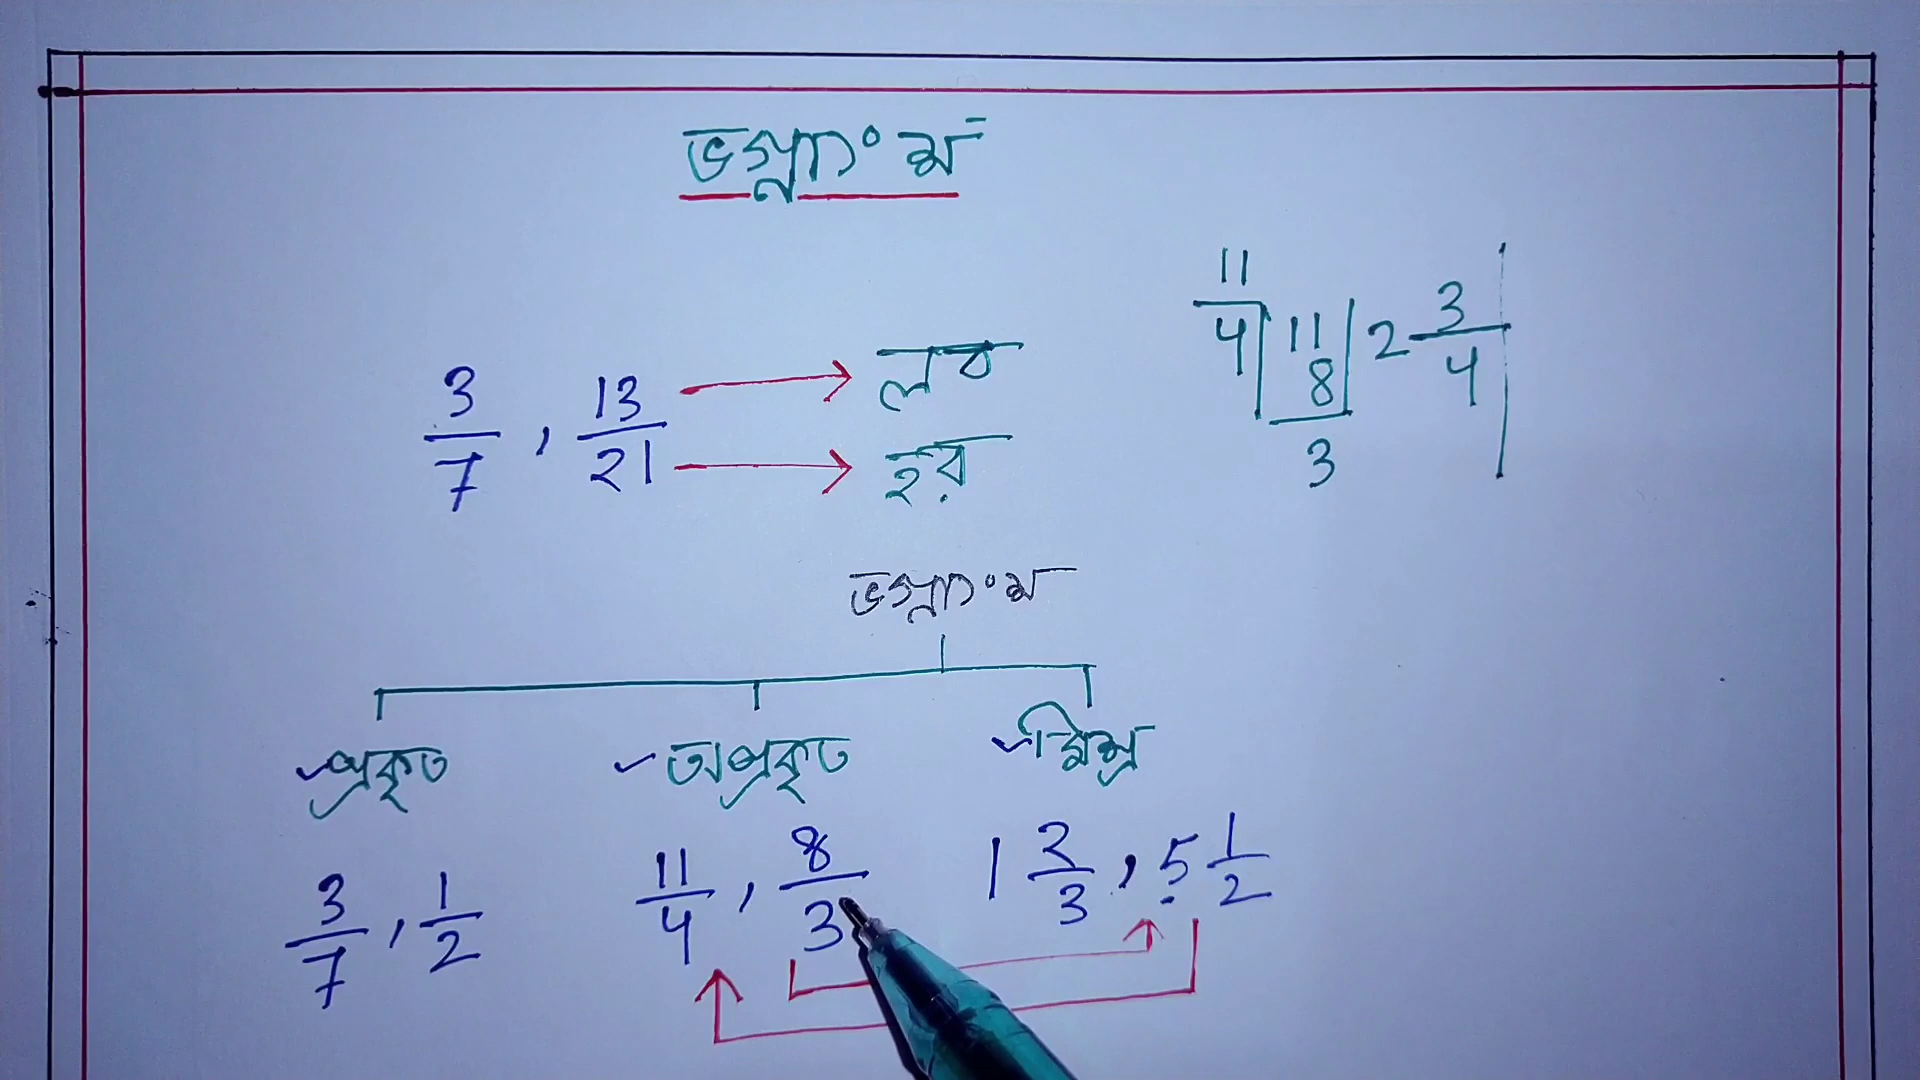 ভগ্নাংশ
3/7 , 13/21 → লব
→ হর
11/4 4 | 11 | 2 3/4
8
3
ভগ্নাংশ
প্রকৃত অপ্রকৃত মিশ্র
3/7 , 1/2 11/4 , 8/3 1 2/3 , 5 1/2